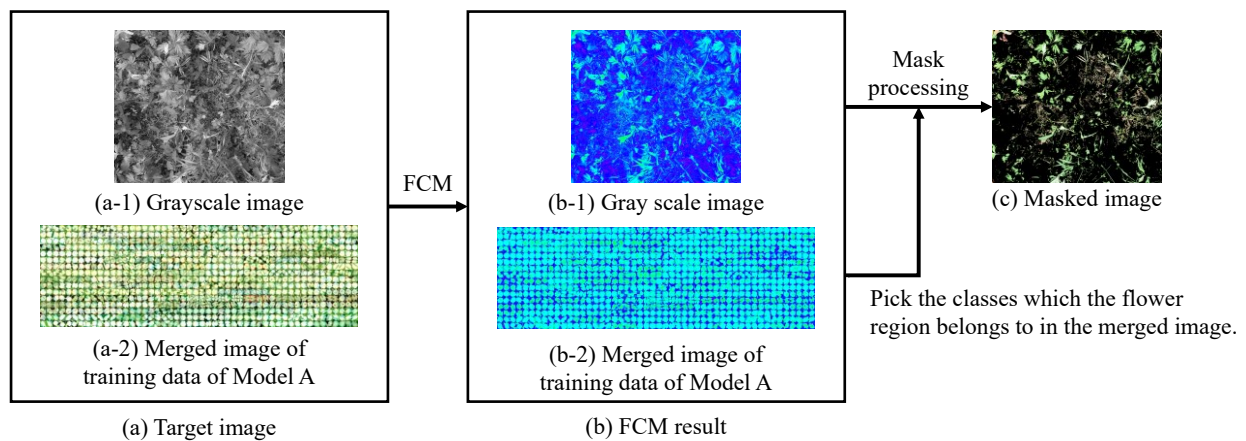 (a-1) Grayscale image
(a-2) Merged image of
training data of Model A
(a) Target image
FCM
(b-1) Gray scale image
(b-2) Merged image of
training data of Model A
(b) FCM result
Mask
processing
(c) Masked image
Pick the classes which the flower
region belongs to in the merged image.